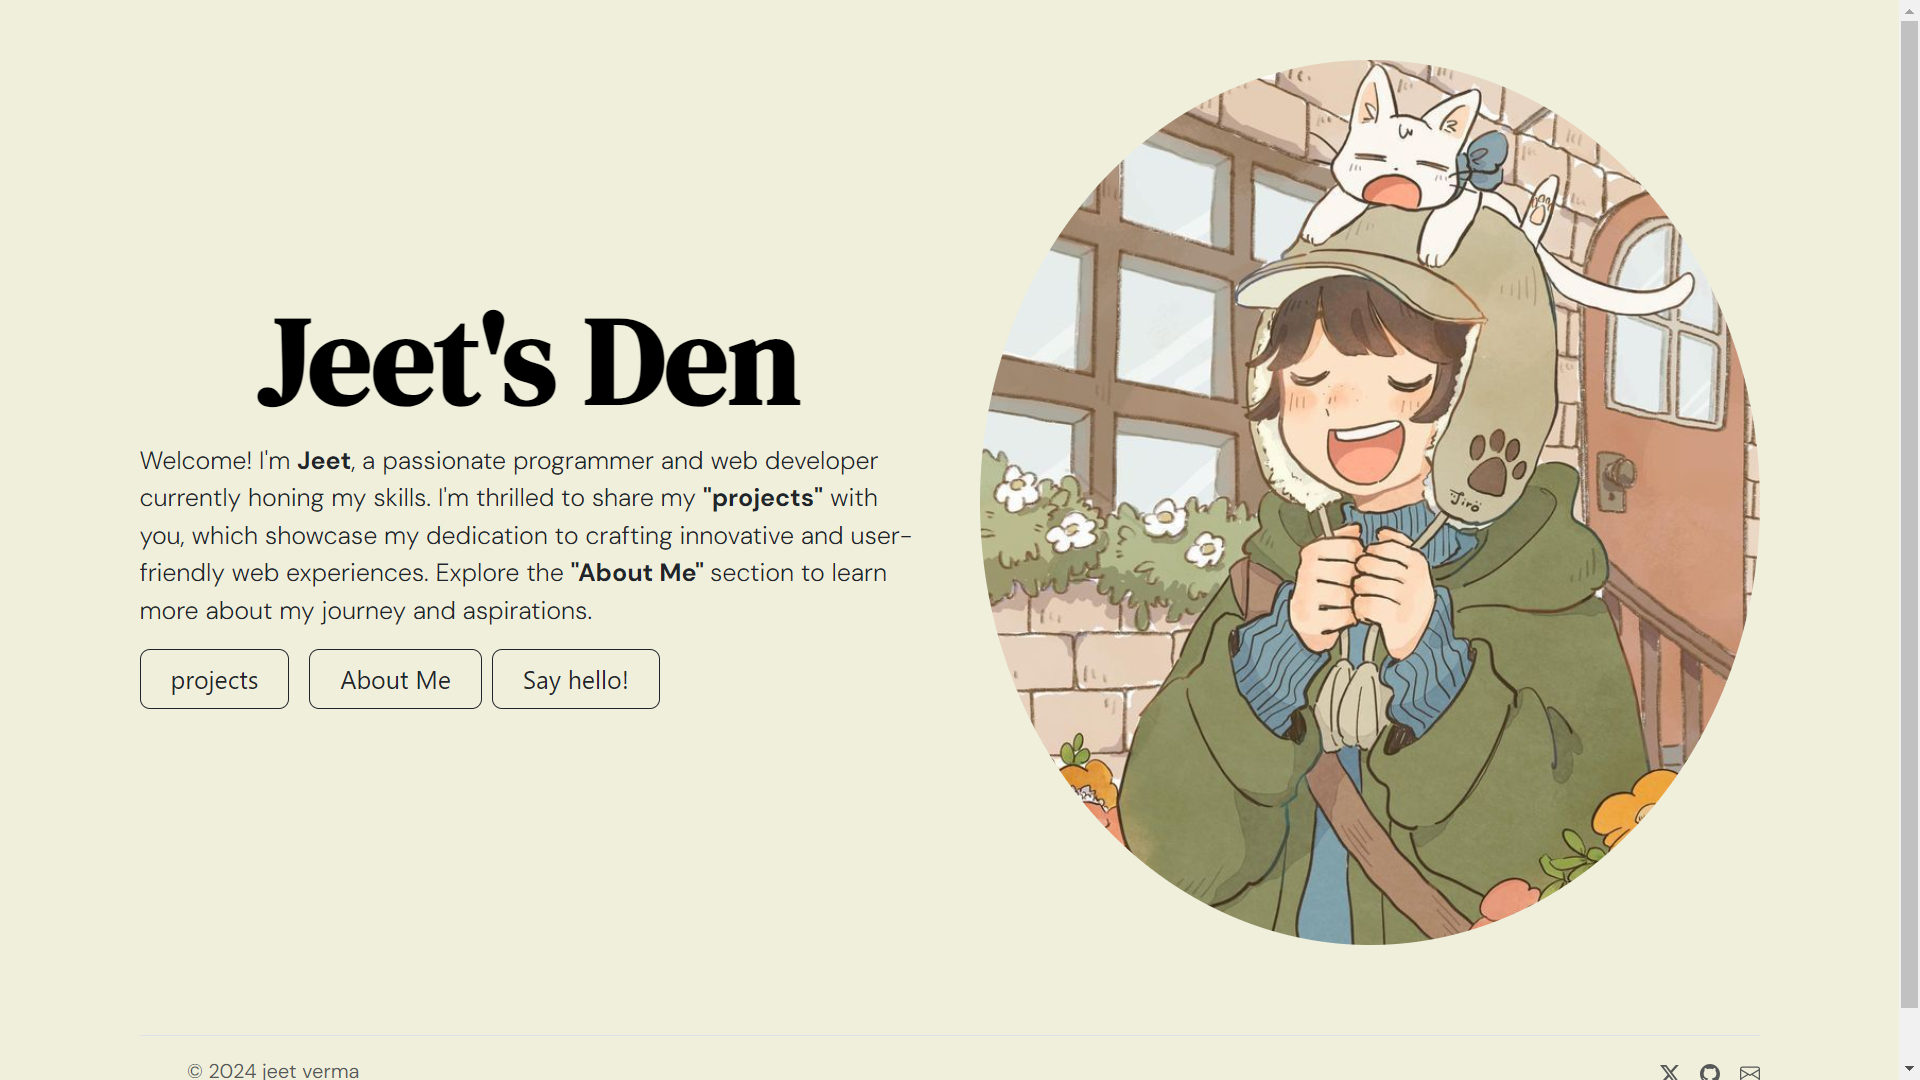 Jeet's Den
Welcome! I'm Jeet, a passionate programmer and web developer
currently honing my skills. I'm thrilled to share my "projects" with
you, which showcase my dedication to crafting innovative and user-
friendly web experiences. Explore the "About Me" section to learn
more about my journey and aspirations.
projects About Me Say hello!
Jirö
© 2024 jeet verma